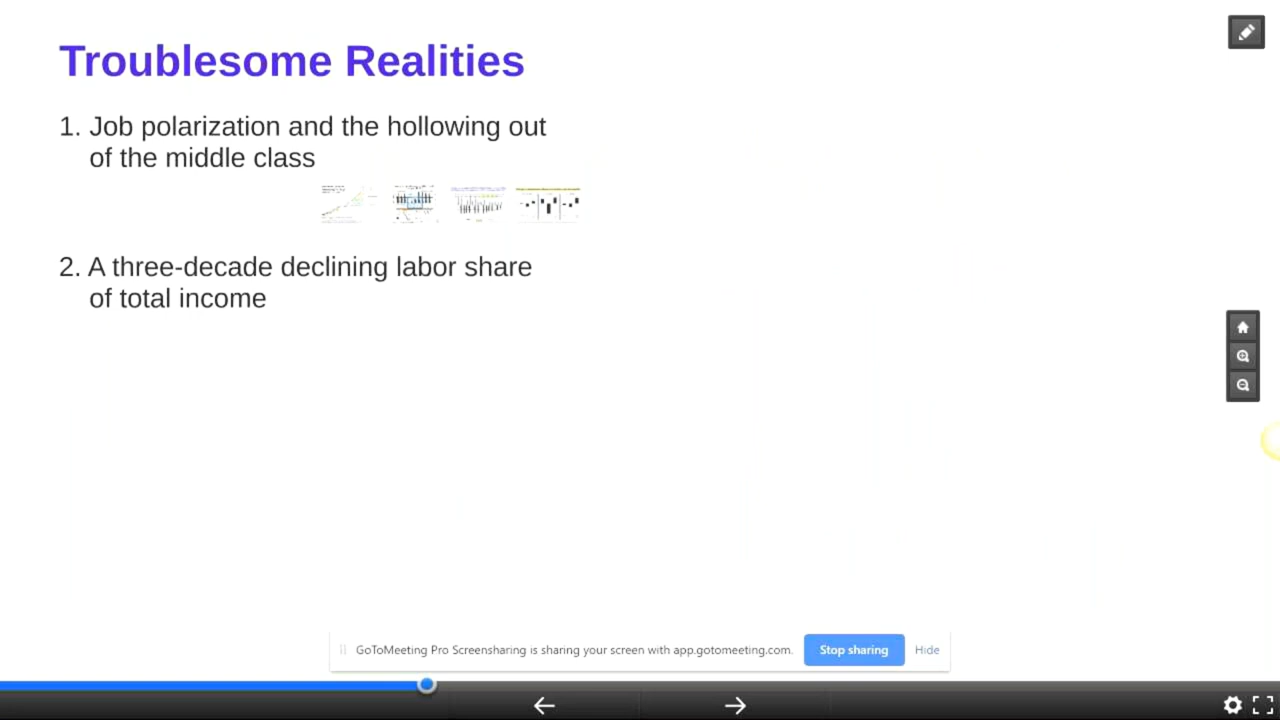 Troublesome Realities
1. Job polarization and the hollowing out
of the middle class
2. A three-decade declining labor share
of total income
GoToMeeting Pro Screensharing is sharing your screen with app.gotomeeting.com.
Stop sharing
Hide